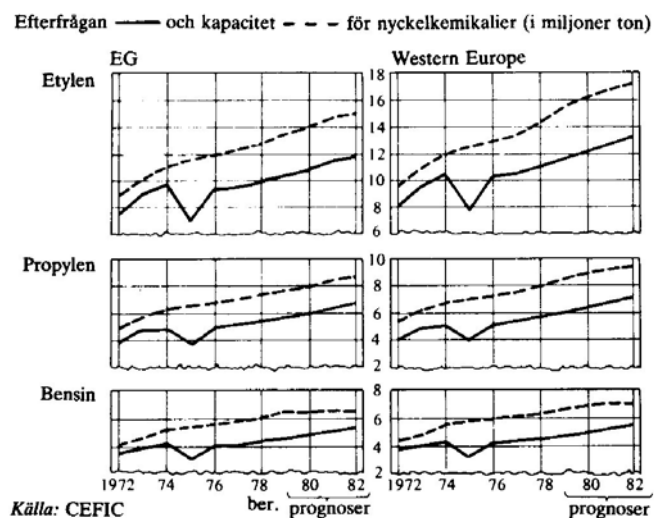 Efterfrågan — och kapacitet – – – för nyckelkemikalier (i miljoner ton)
EG
Western Europe
Etylen
18
16
14
12
10
8
6
Propylen
10
8
6
4
2
Bensin
8
6
4
2
1972 74 76 78 80 82
1972 74 76 78 80 82
ber. prognoser
prognoser
Källa: CEFIC